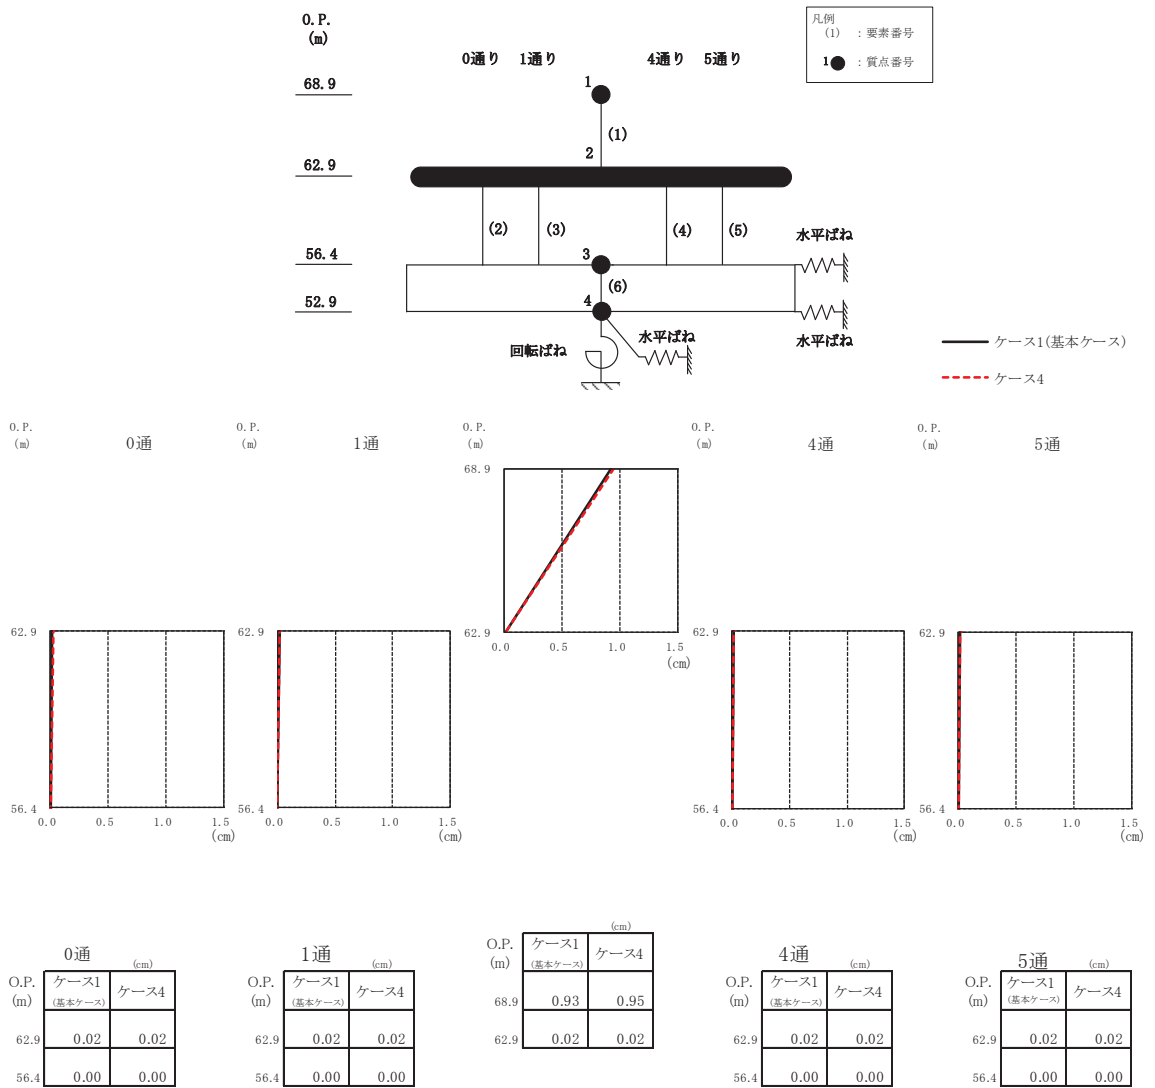 O.P.
(m)
0通り 1通り 4通り 5通り
凡例
(1) : 要素番号
1 : 質点番号
68.9
1
(1)
2
62.9
(2) (3) (4) (5)
水平ばね
56.4
3
(6)
52.9
4
水平ばね
水平ばね
回転ばね
ケース1(基本ケース)
ケース4
O.P.
(m)
0通
62.9
56.4
0.0 0.5 1.0 1.5
(cm)
O.P.
(m)
1通
62.9
56.4
0.0 0.5 1.0 1.5
(cm)
O.P.
(m)
68.9
62.9
0.0 0.5 1.0 1.5
(cm)
O.P.
(m)
4通
62.9
56.4
0.0 0.5 1.0 1.5
(cm)
O.P.
(m)
5通
62.9
56.4
0.0 0.5 1.0 1.5
(cm)
0通 (cm)
O.P.
(m)
ケース1
(基本ケース)
ケース4
62.9 0.02 0.02
56.4 0.00 0.00
1通 (cm)
O.P.
(m)
ケース1
(基本ケース)
ケース4
62.9 0.02 0.02
56.4 0.00 0.00
(cm)
O.P.
(m)
ケース1
(基本ケース)
ケース4
68.9 0.93 0.95
62.9 0.02 0.02
4通 (cm)
O.P.
(m)
ケース1
(基本ケース)
ケース4
62.9 0.02 0.02
56.4 0.00 0.00
5通 (cm)
O.P.
(m)
ケース1
(基本ケース)
ケース4
62.9 0.02 0.02
56.4 0.00 0.00